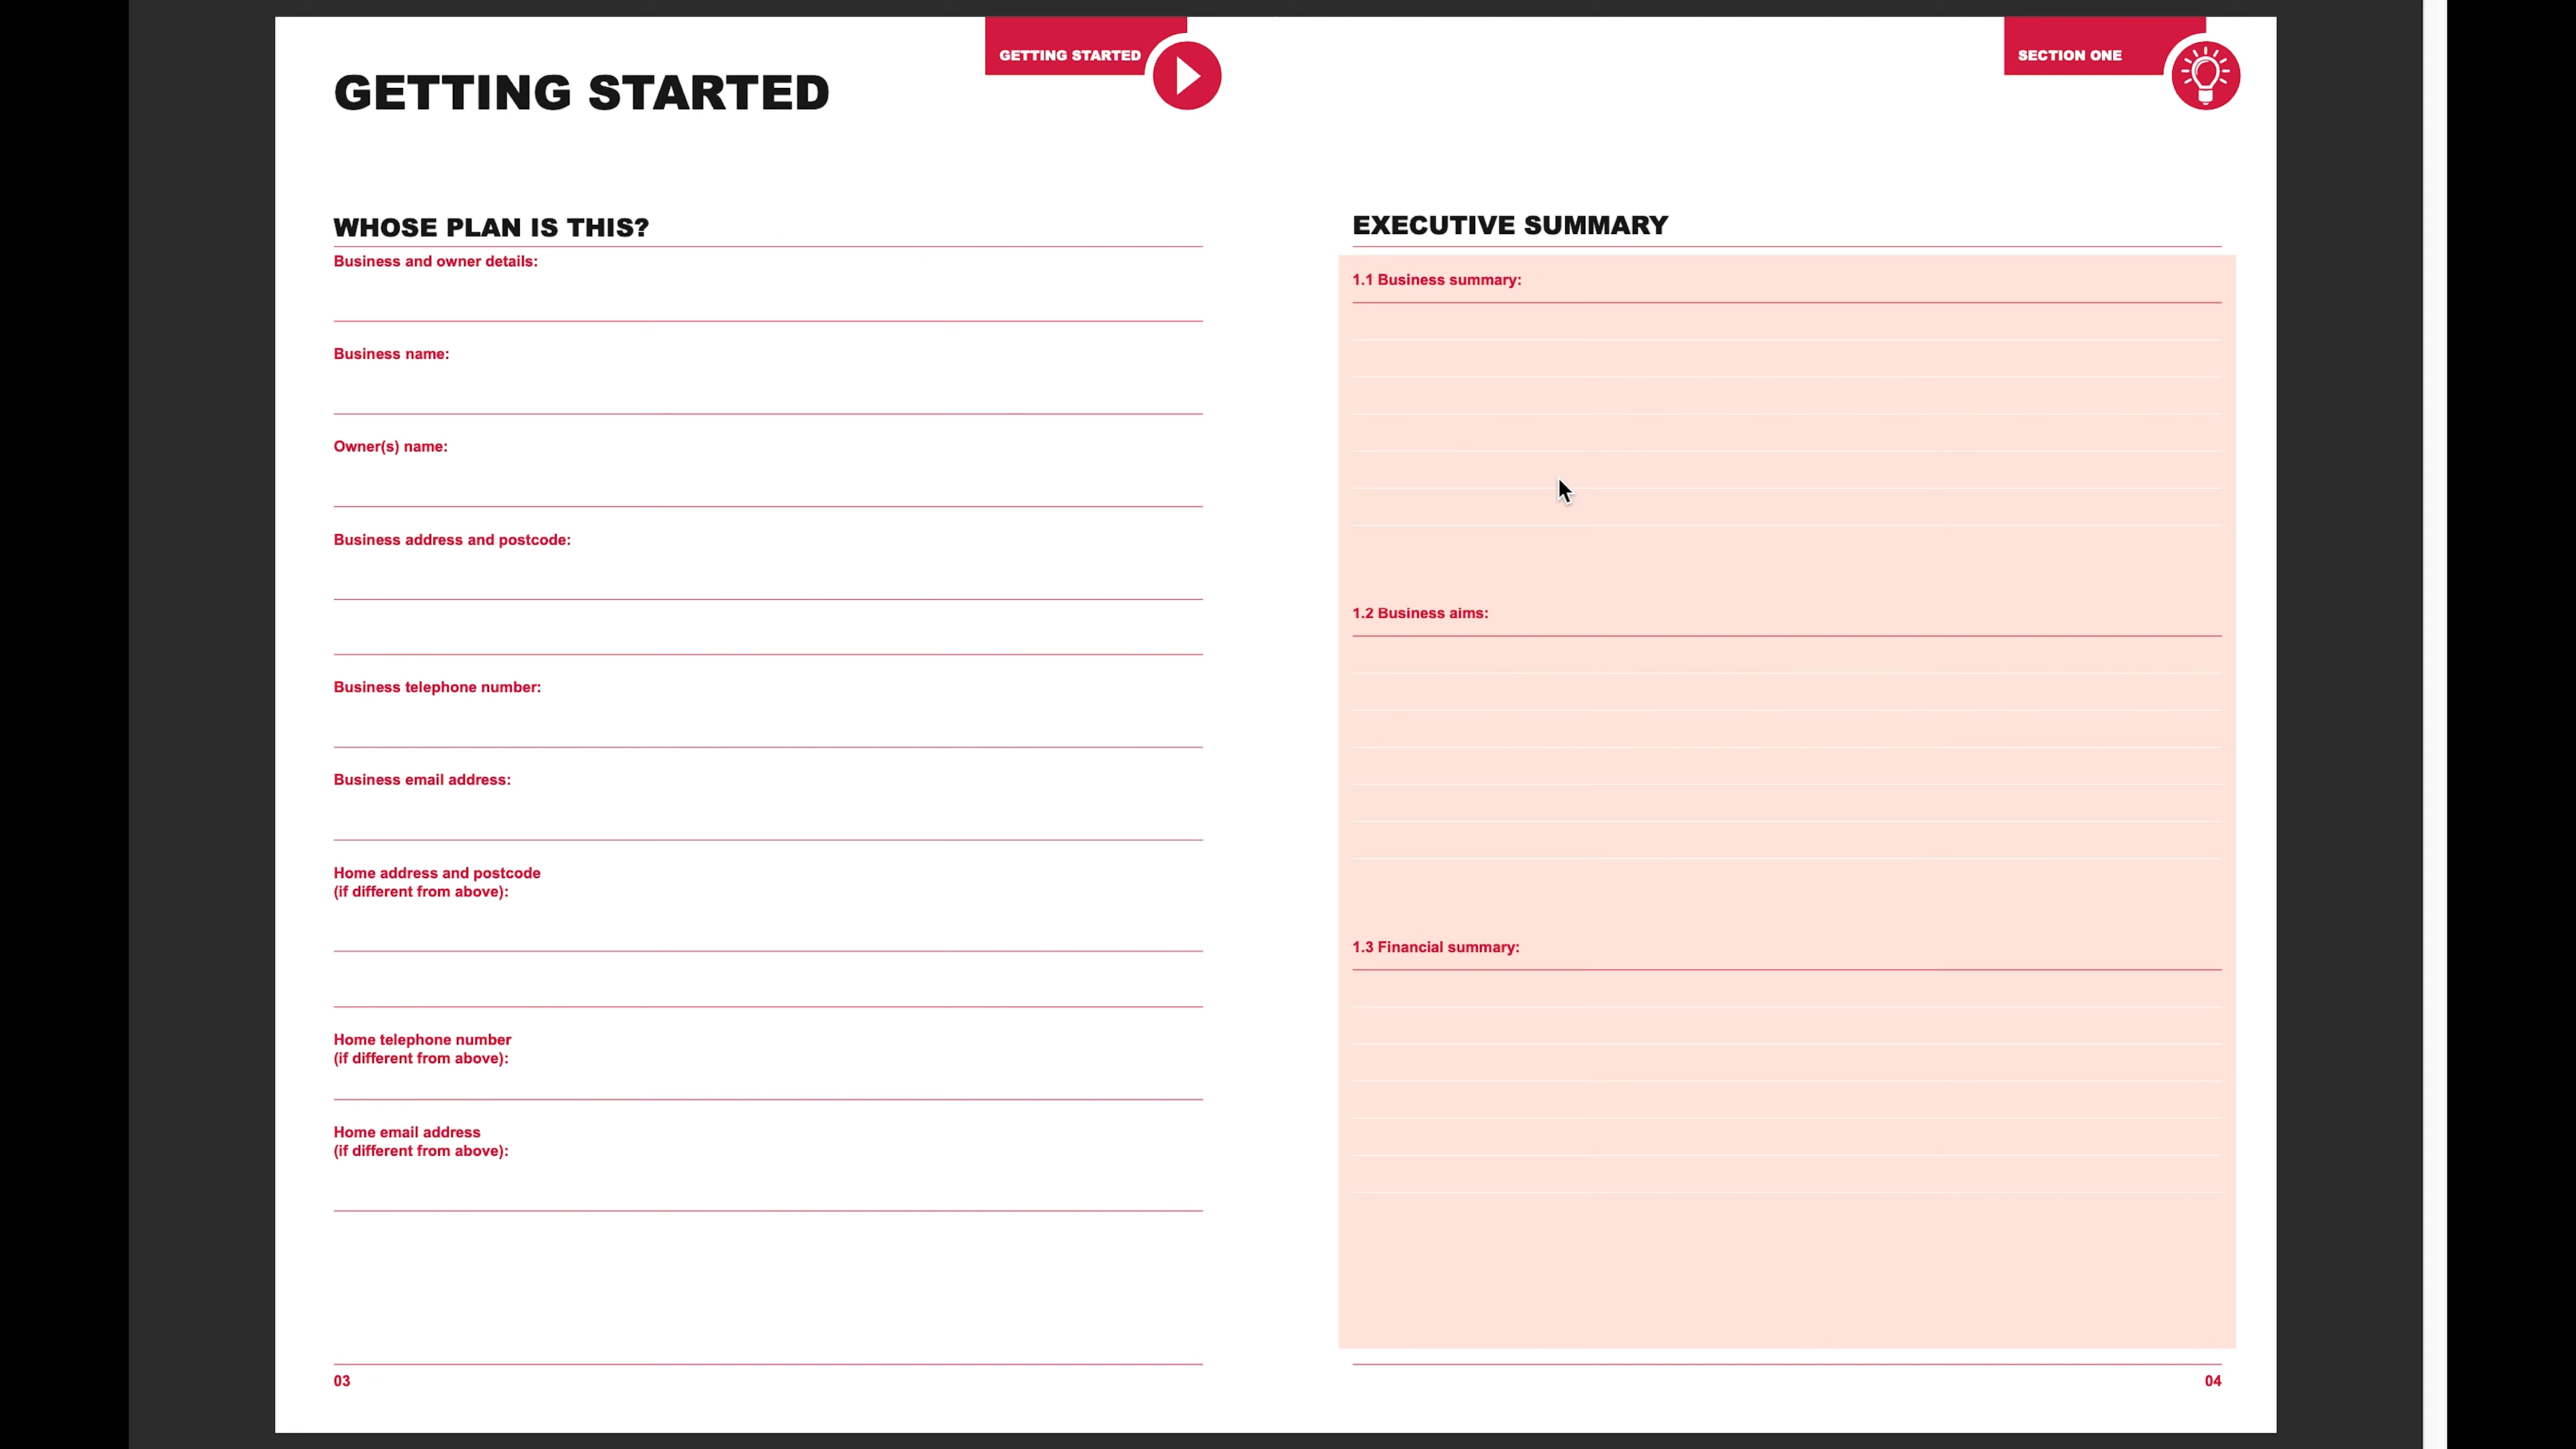 GETTING STARTED
GETTING STARTED
WHOSE PLAN IS THIS?
Business and owner details:
Business name:
Owner(s) name:
Business address and postcode:
Business telephone number:
Business email address:
Home address and postcode
(if different from above):
Home telephone number
(if different from above):
Home email address
(if different from above):
03
SECTION ONE
EXECUTIVE SUMMARY
1.1 Business summary:
1.2 Business aims:
1.3 Financial summary:
04